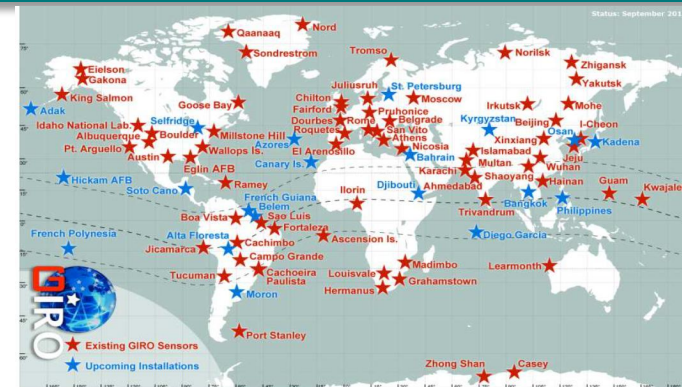 Status: September 201
Nord
Qaanaaq
Sondrestrom
Tromso
Norilsk
Zhigansk
Yakutsk
Eielson
Gakona
King Salmon
Adak
Goose Bay
Juliusruh
St. Petersburg
Chilton
Fairford
Moscow
Pruhonice
Dourbes
Rome
Belgrade
Roquetes
San Vito
Athens
El Arenosillo
Nicosia
Irkutsk
Mohe
Kyrgyzstan
Beijing
Osan
I-Cheon
Xinxiang
Kadena
Idaho National Lab.
Selfridge
Albuquerque
Boulder
Millstone Hill
Pt. Arguello
Wallops Is.
Austin
Azores
Eglin AFB
Canary Is.
Bahrain
Islamabad
Multan
Jeju
Karachi
Shaoyang
Wuhan
Hickam AFB
Soto Cano
Ramey
Ilorin
Djibouti
Ahmedabad
Hainan
Guam
Kwajale
French Guiana
Belem
Trivandrum
Bangkok
Philippines
Boa Vista
Sao Luis
Fortaleza
French Polynesia
Alta Floresta
Ascension Is.
Diego Garcia
Jicamarca
Cachimbo
Campo Grande
Madimbo
Learmonth
Tucuman
Cachoeira
Paulista
Louisvale
Grahamstown
Hermanus
Moron
GIRO
Port Stanley
Existing GIRO Sensors
Upcoming Installations
Zhong Shan
Casey